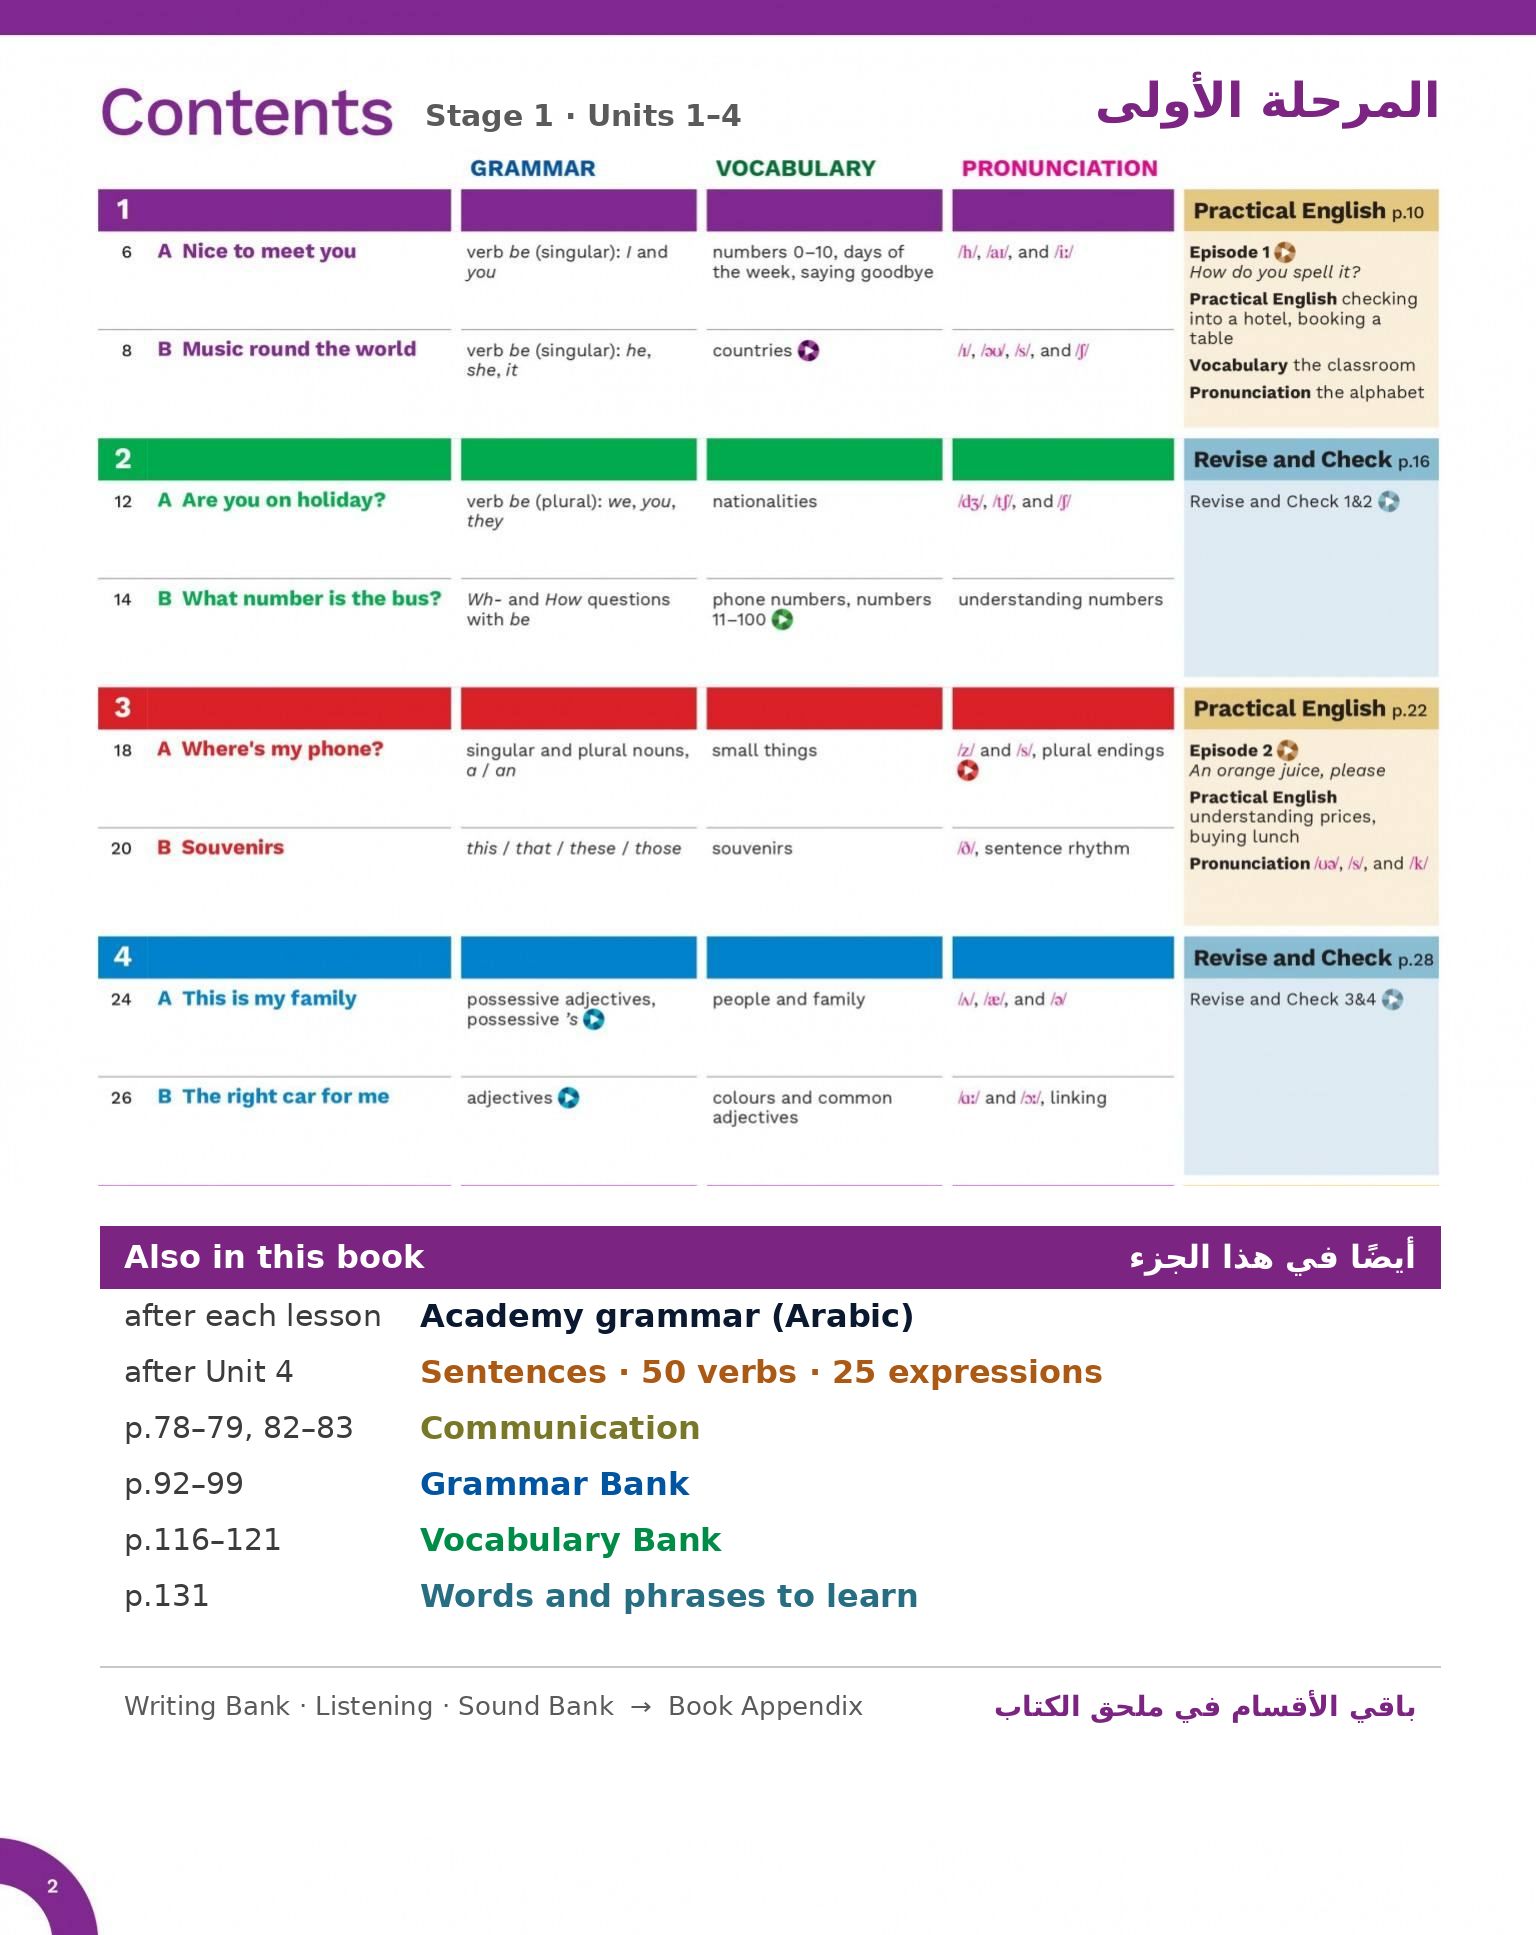 Contents Stage 1 · Units 1–4 المرحلة الأولى
GRAMMAR VOCABULARY PRONUNCIATION
1
6 A Nice to meet you
verb be (singular): I and
you
numbers 0–10, days of
the week, saying goodbye
/h/, /aɪ/, and /iː/
8 B Music round the world
verb be (singular): he,
she, it
countries
/ɪ/, /əʊ/, /s/, and /ʃ/
Practical English p.10
Episode 1
How do you spell it?
Practical English checking
into a hotel, booking a
table
Vocabulary the classroom
Pronunciation the alphabet
2
12 A Are you on holiday?
verb be (plural): we, you,
they
nationalities
/dʒ/, /tʃ/, and /ʃ/
14 B What number is the bus?
Wh- and How questions
with be
phone numbers, numbers
11–100
understanding numbers
Revise and Check p.16
Revise and Check 1&2
3
18 A Where's my phone?
singular and plural nouns,
a / an
small things
/z/ and /s/, plural endings
20 B Souvenirs
this / that / these / those
souvenirs
/ð/, sentence rhythm
Practical English p.22
Episode 2
An orange juice, please
Practical English
understanding prices,
buying lunch
Pronunciation /ʊə/, /s/, and /k/
4
24 A This is my family
possessive adjectives,
possessive ’s
people and family
/ʌ/, /æ/, and /ə/
26 B The right car for me
adjectives
colours and common
adjectives
/ɑː/ and /ɔː/, linking
Revise and Check p.28
Revise and Check 3&4
Also in this book أيضًا في هذا الجزء
after each lesson Academy grammar (Arabic)
after Unit 4 Sentences · 50 verbs · 25 expressions
p.78–79, 82–83 Communication
p.92–99 Grammar Bank
p.116–121 Vocabulary Bank
p.131 Words and phrases to learn
Writing Bank · Listening · Sound Bank → Book Appendix باقي الأقسام في ملحق الكتاب
2